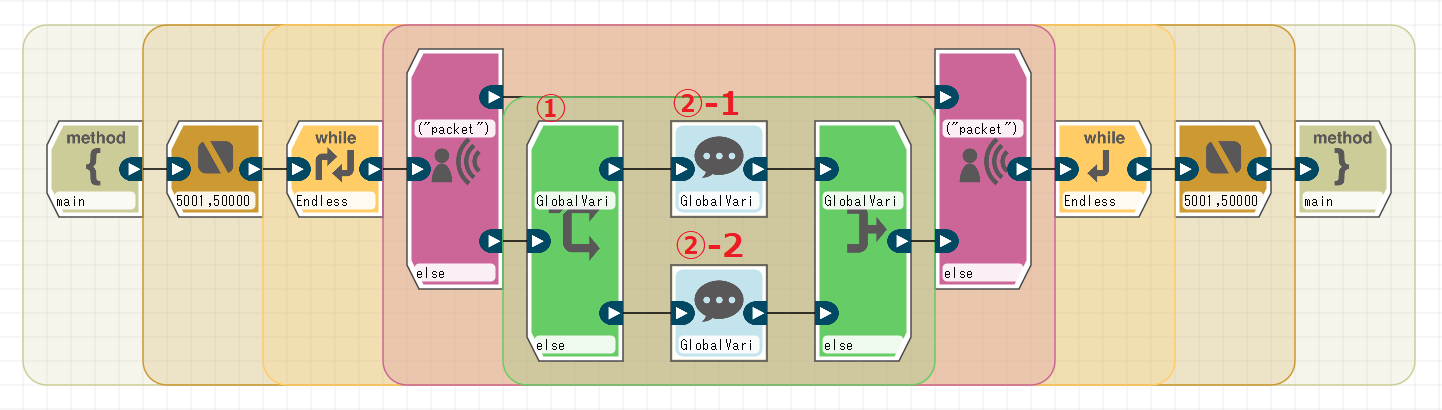 ①
②-1
method
{
main
5001,50000
while
Endless
("packet")
else
GlobalVari
else
GlobalVari
②-2
GlobalVari
GlobalVari
else
("packet")
else
while
Endless
5001,50000
method
}
main